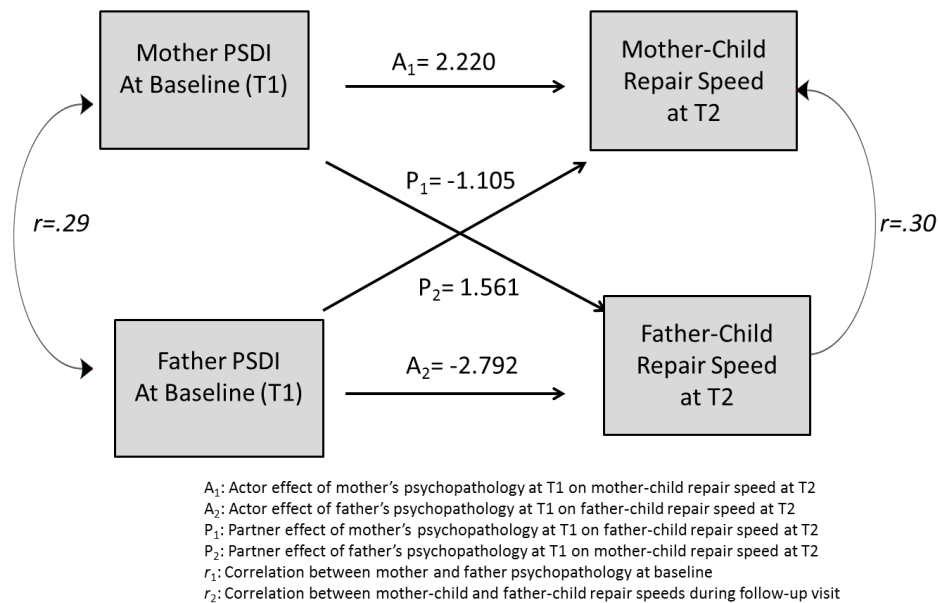 Mother PSDI
At Baseline (T1)
A₁= 2.220
Mother-Child
Repair Speed
at T2
P₁= -1.105
r=.29
r=.30
P₂= 1.561
Father PSDI
At Baseline (T1)
A₂= -2.792
Father-Child
Repair Speed
at T2
A₁: Actor effect of mother’s psychopathology at T1 on mother-child repair speed at T2
A₂: Actor effect of father’s psychopathology at T1 on father-child repair speed at T2
P₁: Partner effect of mother’s psychopathology at T1 on father-child repair speed at T2
P₂: Partner effect of father’s psychopathology at T1 on mother-child repair speed at T2
r₁: Correlation between mother and father psychopathology at baseline
r₂: Correlation between mother-child and father-child repair speeds during follow-up visit